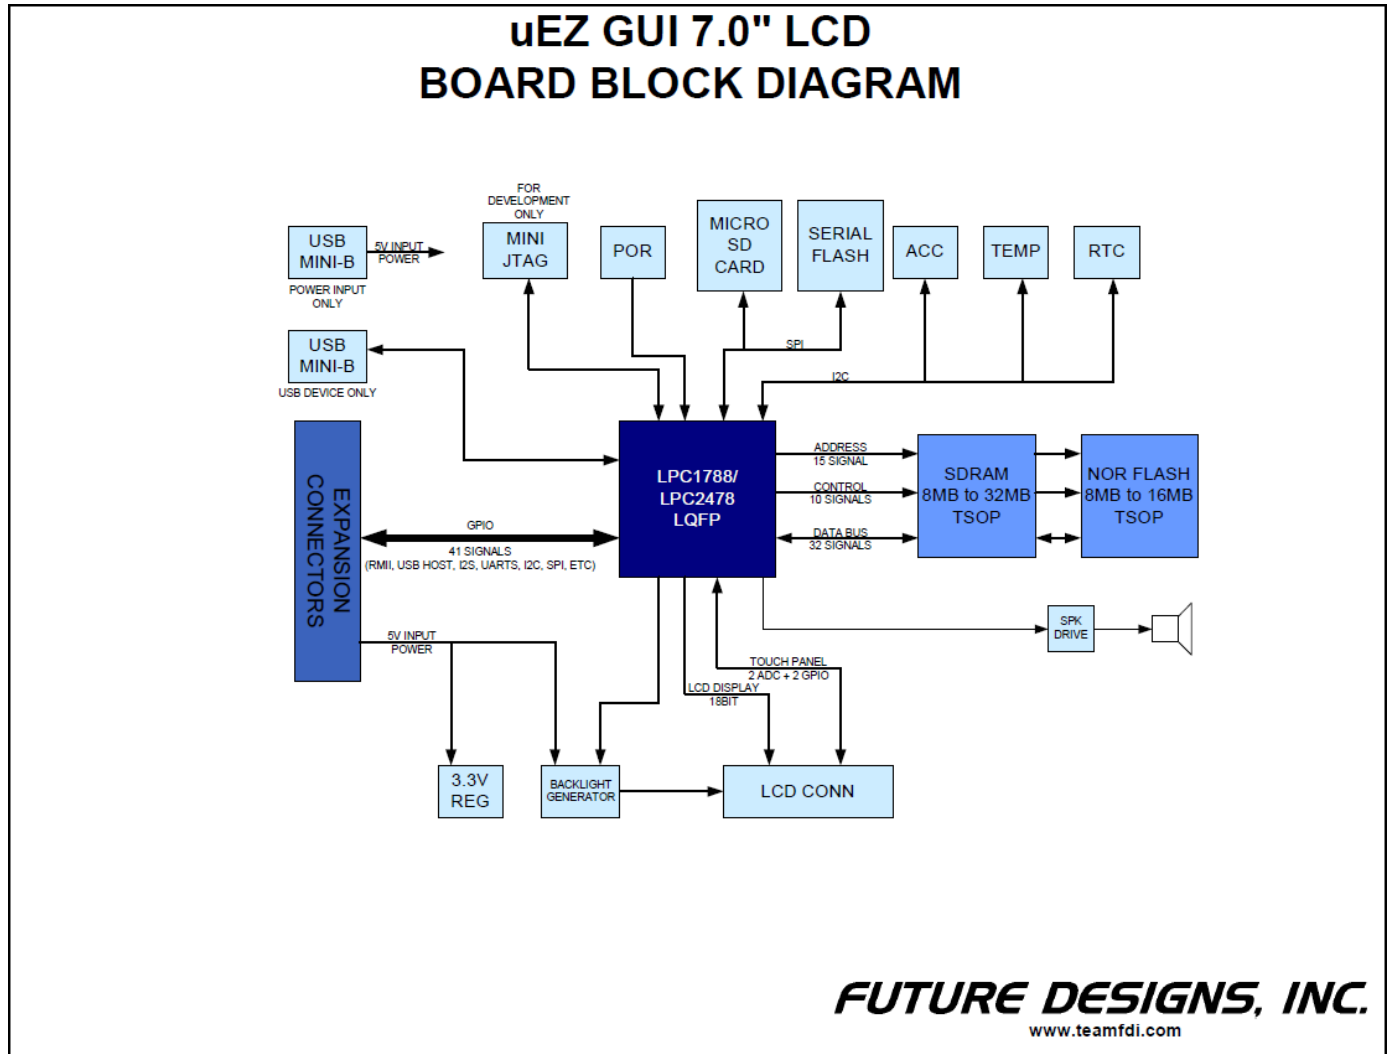 uEZ GUI 7.0" LCD
BOARD BLOCK DIAGRAM
FOR
DEVELOPMENT
ONLY
USB
MINI-B
5V INPUT
POWER
POWER INPUT
ONLY
MINI
JTAG
POR
MICRO
SD
CARD
SERIAL
FLASH
ACC
TEMP
RTC
USB
MINI-B
USB DEVICE ONLY
SPI
I2C
EXPANSION
CONNECTORS
GPIO
41 SIGNALS
(RMII, USB HOST, I2S, UARTS, I2C, SPI, ETC)
LPC1788/
LPC2478
LQFP
ADDRESS
15 SIGNAL
CONTROL
10 SIGNALS
DATA BUS
32 SIGNALS
SDRAM
8MB to 32MB
TSOP
NOR FLASH
8MB to 16MB
TSOP
5V INPUT
POWER
SPK
DRIVE
TOUCH PANEL
2 ADC + 2 GPIO
LCD DISPLAY
18BIT
3.3V
REG
BACKLIGHT
GENERATOR
LCD CONN
FUTURE DESIGNS, INC.
www.teamfdi.com